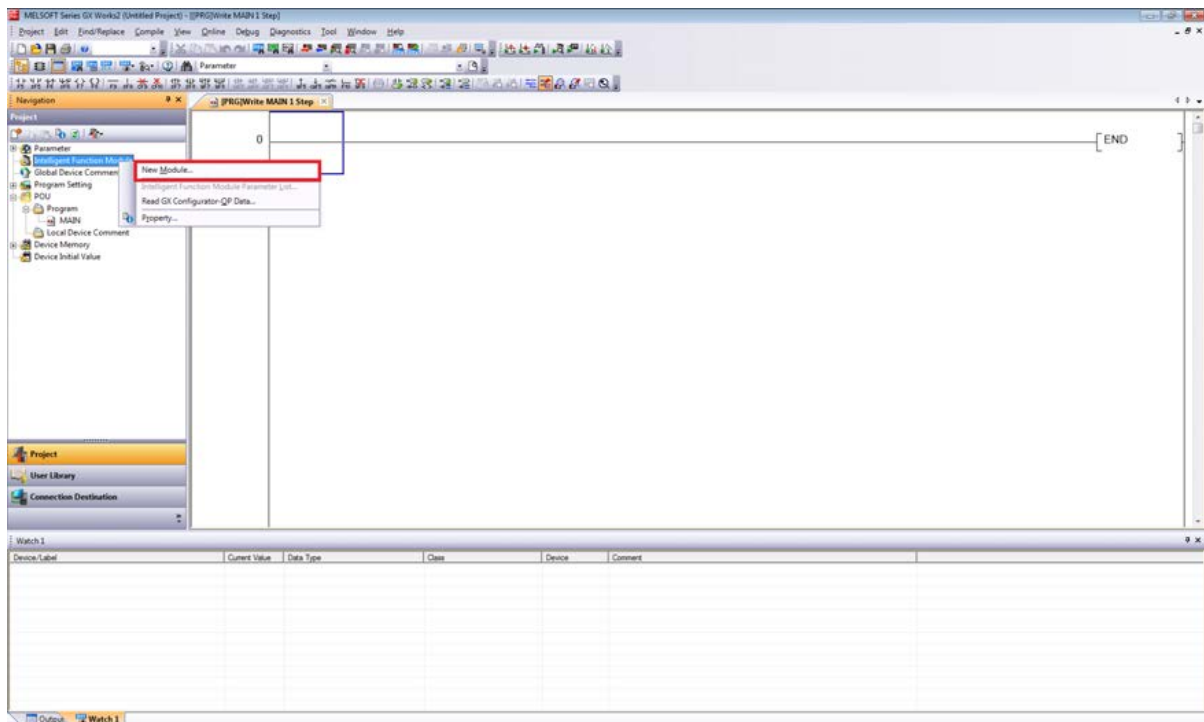 MELSOFT Series GX Works2 (Untitled Project) - [[PRG]Write MAIN 1 Step]
Project Edit Find/Replace Compile View Online Debug Diagnostics Tool Window Help
Parameter
Navigation
[PRG]Write MAIN 1 Step
Project
Parameter
Intelligent Function Module
Global Device Comment
Program Setting
POU
Program
MAIN
Local Device Comment
Device Memory
Device Initial Value
New Module...
Intelligent Function Module Parameter List...
Read GX Configurator-QP Data...
Property...
0
END
Project
User Library
Connection Destination
Watch 1
Device/Label Current Value Data Type Class Device Comment
Output Watch 1